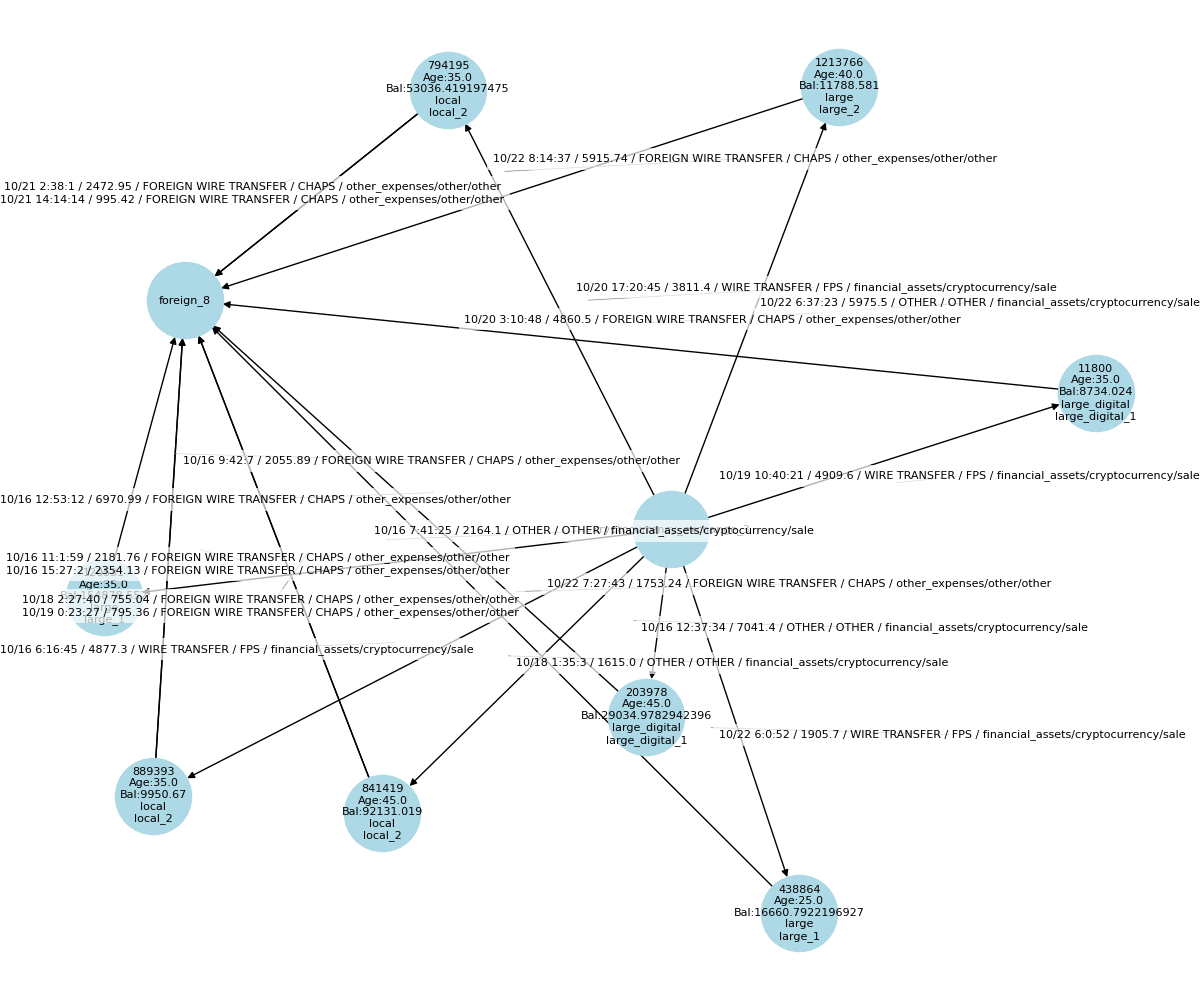 794195
Age:35.0
Bal:53036.419197475
local
local_2
1213766
Age:40.0
Bal:11788.581
large
large_2
10/22 8:14:37 / 5915.74 / FOREIGN WIRE TRANSFER / CHAPS / other_expenses/other/other
10/21 2:38:1 / 2472.95 / FOREIGN WIRE TRANSFER / CHAPS / other_expenses/other/other
10/21 14:14:14 / 995.42 / FOREIGN WIRE TRANSFER / CHAPS / other_expenses/other/other
foreign_8
10/20 17:20:45 / 3811.4 / WIRE TRANSFER / FPS / financial_assets/cryptocurrency/sale
10/22 6:37:23 / 5975.5 / OTHER / OTHER / financial_assets/cryptocurrency/sale
10/20 3:10:48 / 4860.5 / FOREIGN WIRE TRANSFER / CHAPS / other_expenses/other/other
11800
Age:35.0
Bal:8734.024
large_digital
large_digital_1
10/16 9:42:7 / 2055.89 / FOREIGN WIRE TRANSFER / CHAPS / other_expenses/other/other
10/19 10:40:21 / 4909.6 / WIRE TRANSFER / FPS / financial_assets/cryptocurrency/sale
10/16 12:53:12 / 6970.99 / FOREIGN WIRE TRANSFER / CHAPS / other_expenses/other/other
10/16 7:41:25 / 2164.1 / OTHER / OTHER / financial_assets/cryptocurrency/sale
10/16 11:1:59 / 2181.76 / FOREIGN WIRE TRANSFER / CHAPS / other_expenses/other/other
10/16 15:27:2 / 2354.13 / FOREIGN WIRE TRANSFER / CHAPS / other_expenses/other/other
Age:35.0
10/22 7:27:43 / 1753.24 / FOREIGN WIRE TRANSFER / CHAPS / other_expenses/other/other
10/18 2:27:40 / 755.04 / FOREIGN WIRE TRANSFER / CHAPS / other_expenses/other/other
10/19 0:23:27 / 795.36 / FOREIGN WIRE TRANSFER / CHAPS / other_expenses/other/other
large_1
10/16 12:37:34 / 7041.4 / OTHER / OTHER / financial_assets/cryptocurrency/sale
10/16 6:16:45 / 4877.3 / WIRE TRANSFER / FPS / financial_assets/cryptocurrency/sale
10/18 1:35:3 / 1615.0 / OTHER / OTHER / financial_assets/cryptocurrency/sale
203978
Age:45.0
Bal:29034.9782942396
large_digital
large_digital_1
10/22 6:0:52 / 1905.7 / WIRE TRANSFER / FPS / financial_assets/cryptocurrency/sale
889393
Age:35.0
Bal:9950.67
local
local_2
841419
Age:45.0
Bal:92131.019
local
local_2
438864
Age:25.0
Bal:16660.7922196927
large
large_1